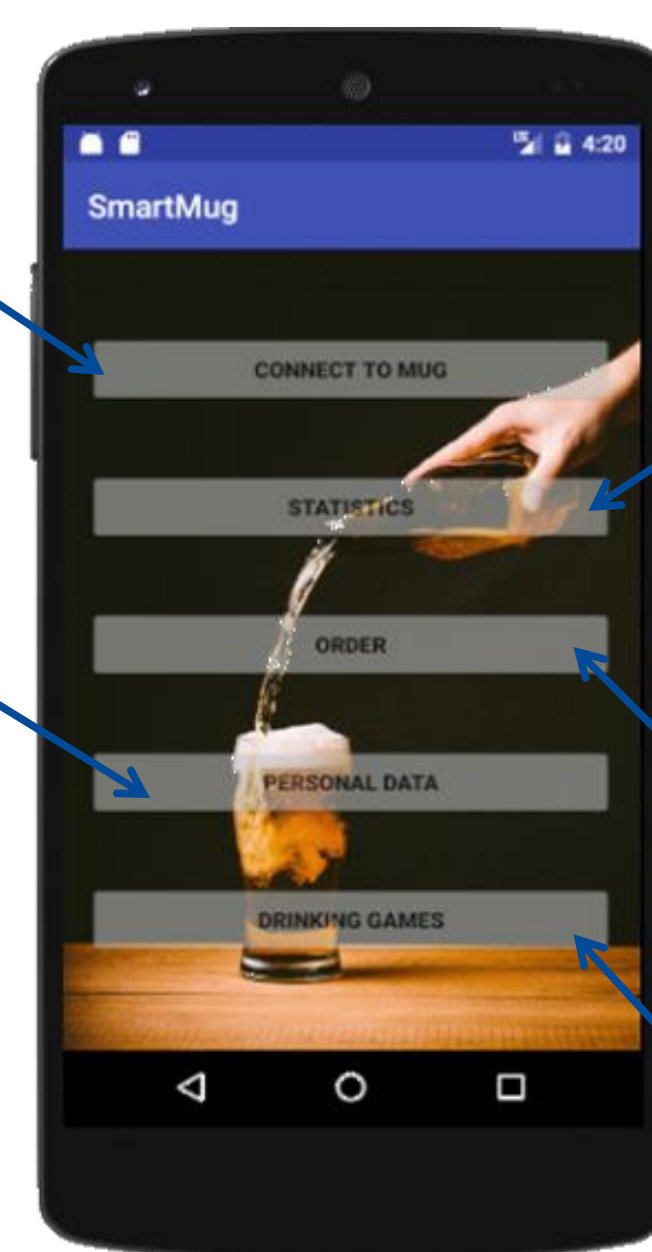 4:20
SmartMug
CONNECT TO MUG
STATISTICS
ORDER
PERSONAL DATA
DRINKING GAMES